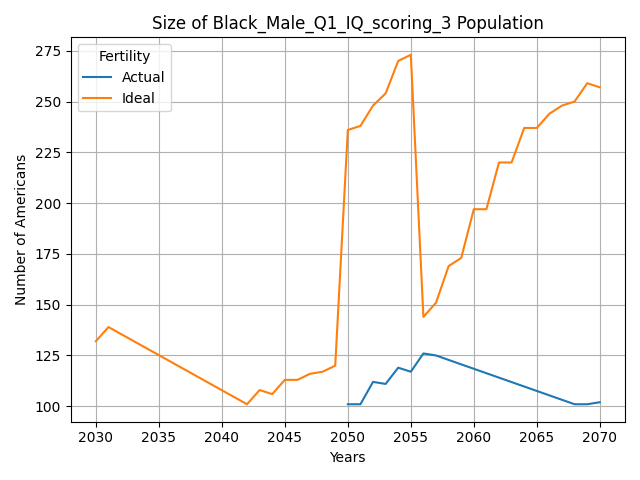 Size of Black_Male_Q1_IQ_scoring_3 Population
Fertility
Actual
Ideal
Number of Americans
275
250
225
200
175
150
125
100
2030 2035 2040 2045 2050 2055 2060 2065 2070
Years